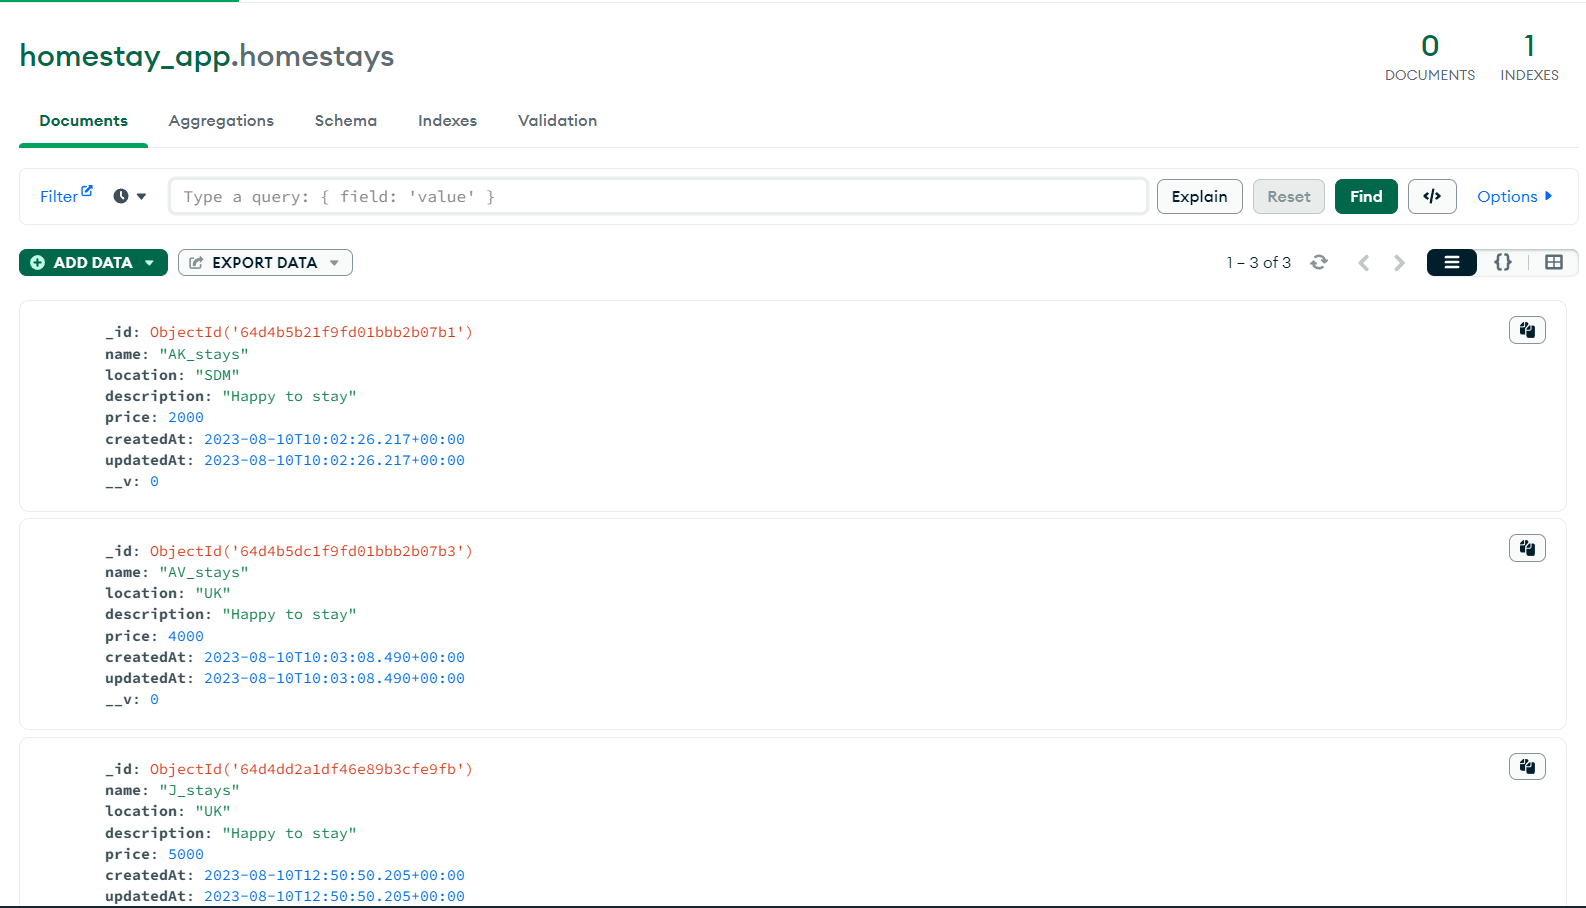 homestay_app.homestays
0
DOCUMENTS
1
INDEXES
Documents
Aggregations
Schema
Indexes
Validation
Filter
Type a query: { field: 'value' }
Explain
Reset
Find
</>
Options
ADD DATA
EXPORT DATA
1 – 3 of 3
{}
_id: ObjectId('64d4b5b21f9fd01bbb2b07b1')
name: "AK_stays"
location: "SDM"
description: "Happy to stay"
price: 2000
createdAt: 2023-08-10T10:02:26.217+00:00
updatedAt: 2023-08-10T10:02:26.217+00:00
__v: 0
_id: ObjectId('64d4b5dc1f9fd01bbb2b07b3')
name: "AV_stays"
location: "UK"
description: "Happy to stay"
price: 4000
createdAt: 2023-08-10T10:03:08.490+00:00
updatedAt: 2023-08-10T10:03:08.490+00:00
__v: 0
_id: ObjectId('64d4dd2a1df46e89b3cfe9fb')
name: "J_stays"
location: "UK"
description: "Happy to stay"
price: 5000
createdAt: 2023-08-10T12:50:50.205+00:00
updatedAt: 2023-08-10T12:50:50.205+00:00